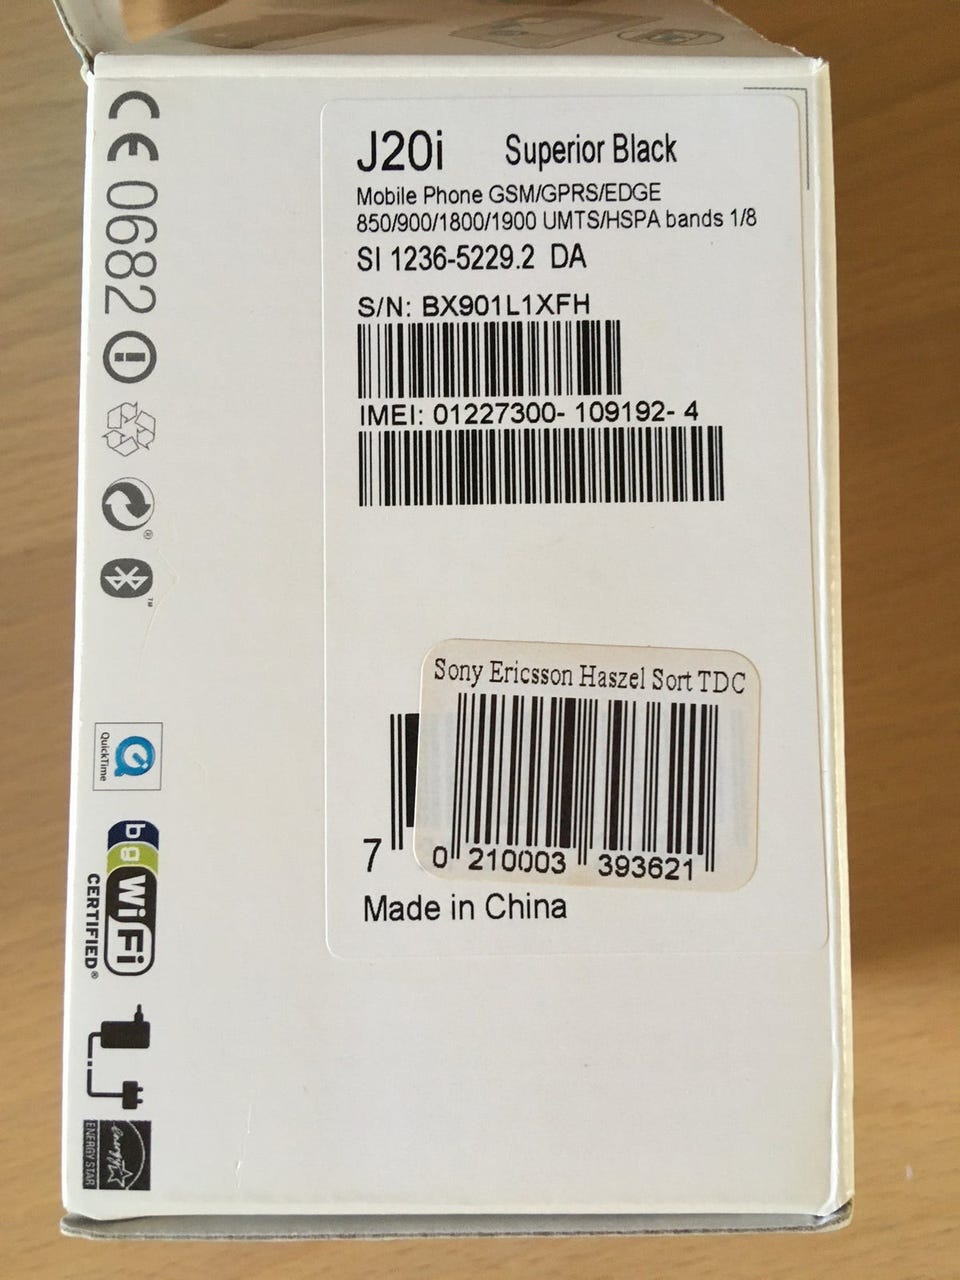 J20i Superior Black
Mobile Phone GSM/GPRS/EDGE
850/900/1800/1900 UMTS/HSPA bands 1/8
SI 1236-5229.2 DA
S/N: BX901L1XFH
IMEI: 01227300- 109192- 4
Sony Ericsson Haszel Sort TDC
7
0 210003 393621
Made in China
CE 0682
®
™
QuickTime
b g
WiFi
CERTIFIED®
energy
ENERGY STAR